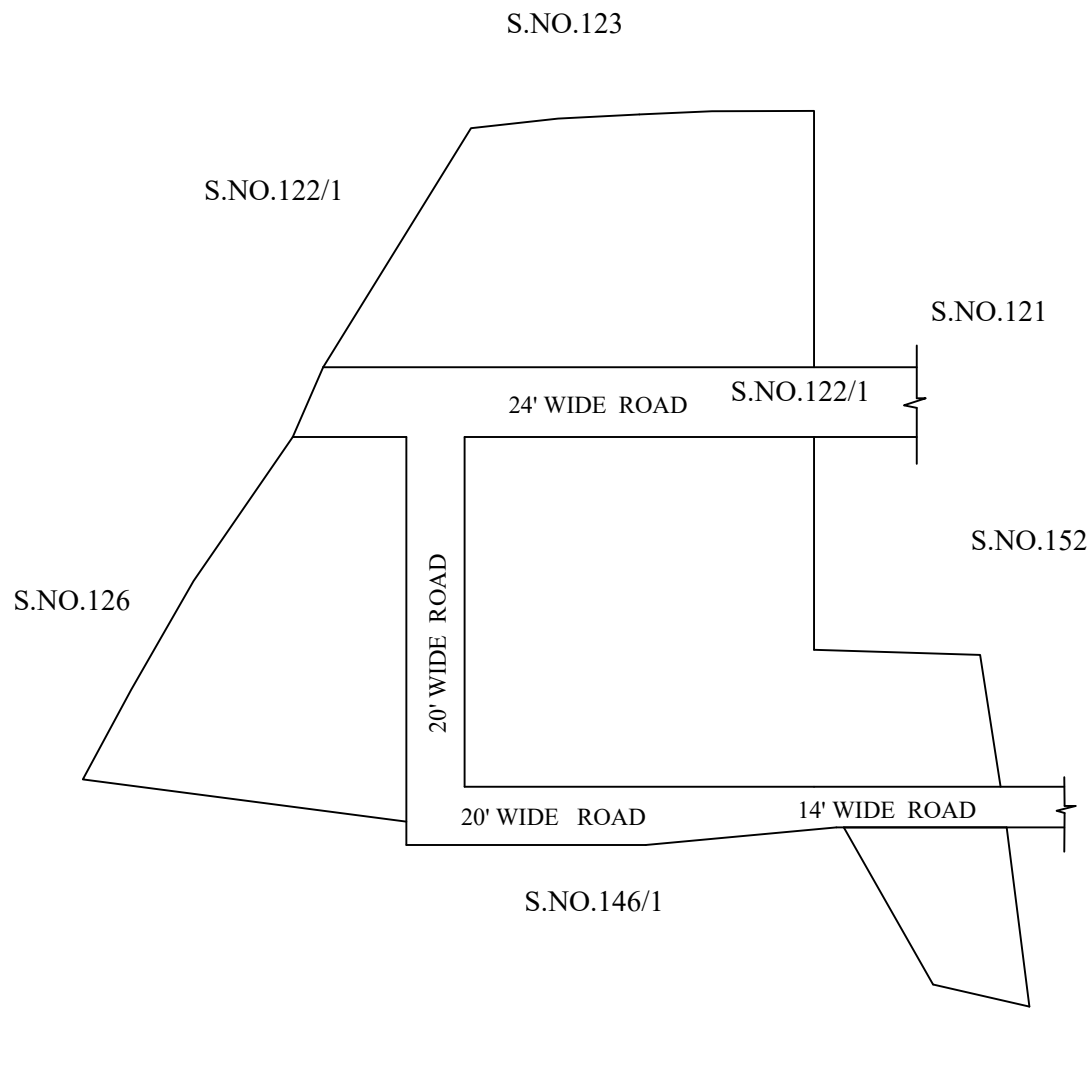 S.NO.123
S.NO.122/1
S.NO.121
S.NO.122/1
24' WIDE ROAD
S.NO.152
S.NO.126
20' WIDE ROAD
14' WIDE ROAD
20' WIDE ROAD
S.NO.146/1